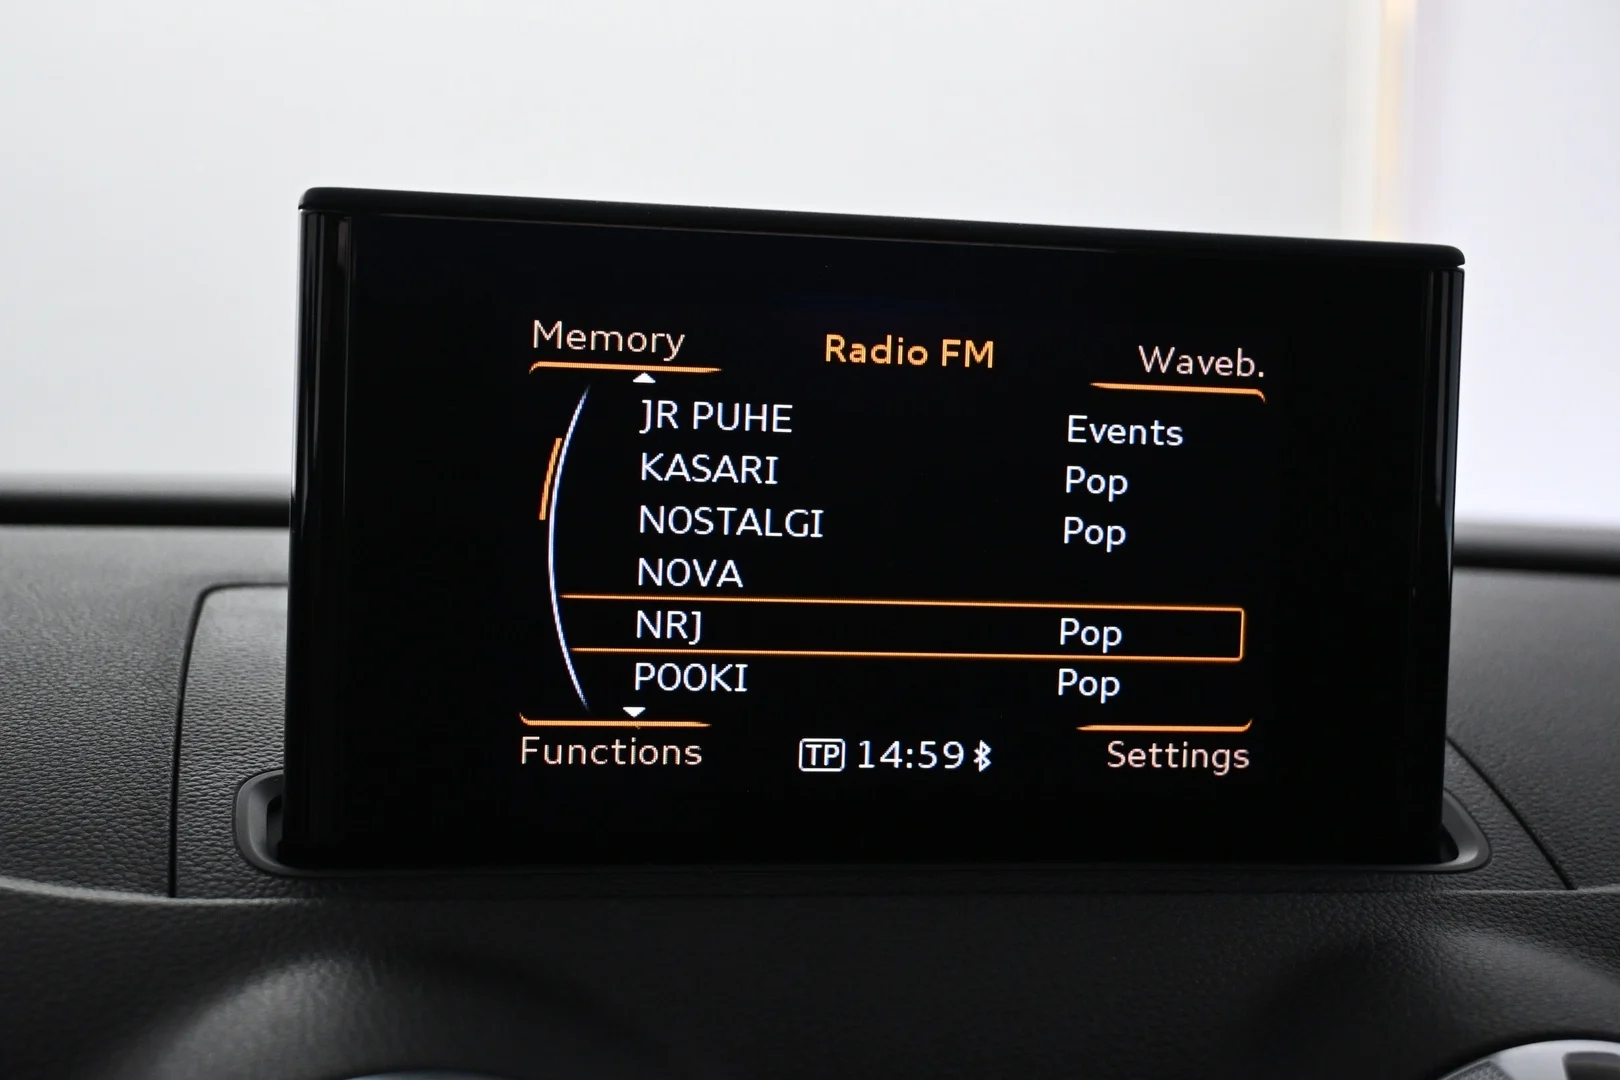 Memory Radio FM Waveb.
JR PUHE Events
KASARI Pop
NOSTALGI Pop
NOVA
NRJ Pop
POOKI Pop
Functions TP 14:59 Settings